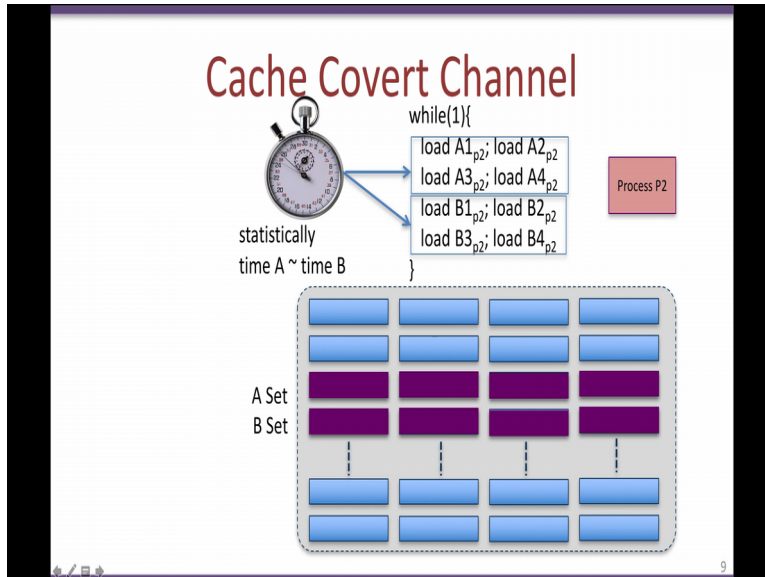 Cache Covert Channel
while(1){
load A1p2; load A2p2
load A3p2; load A4p2
load B1p2; load B2p2
load B3p2; load B4p2
}
Process P2
statistically
time A ~ time B
A Set
B Set
9